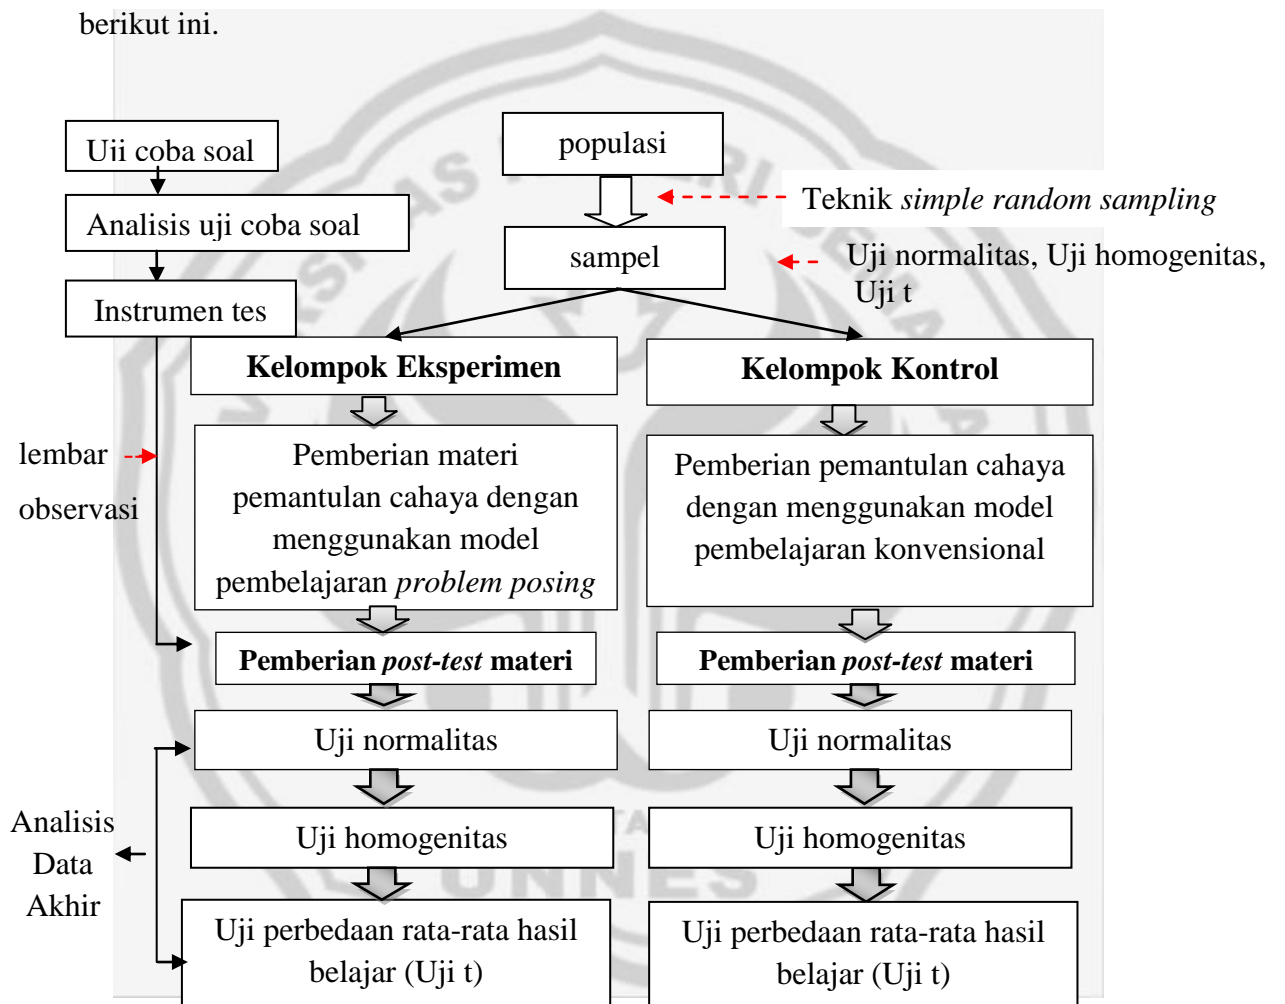 berikut ini.
Uji coba soal
Analisis uji coba soal
Instrumen tes
populasi
Teknik simple random sampling
sampel
Uji normalitas, Uji homogenitas,
Uji t
Kelompok Eksperimen
Kelompok Kontrol
lembar
observasi
Pemberian materi
pemantulan cahaya dengan
menggunakan model
pembelajaran problem posing
Pemberian pemantulan cahaya
dengan menggunakan model
pembelajaran konvensional
Pemberian post-test materi
Pemberian post-test materi
Uji normalitas
Uji normalitas
Analisis
Data
Akhir
Uji homogenitas
Uji homogenitas
UNNES
Uji perbedaan rata-rata hasil
belajar (Uji t)
Uji perbedaan rata-rata hasil
belajar (Uji t)